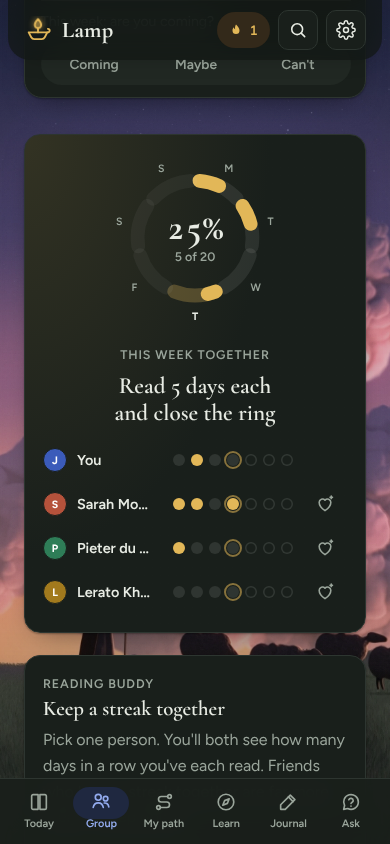 Lamp
1
Coming Maybe Can't
S M
S T
25%
5 of 20
F W
T
THIS WEEK TOGETHER
Read 5 days each
and close the ring
J You
S Sarah Mo...
P Pieter du ...
L Lerato Kh...
READING BUDDY
Keep a streak together
Pick one person. You'll both see how many
days in a row you've each read. Friends
Today Group My path Learn Journal Ask